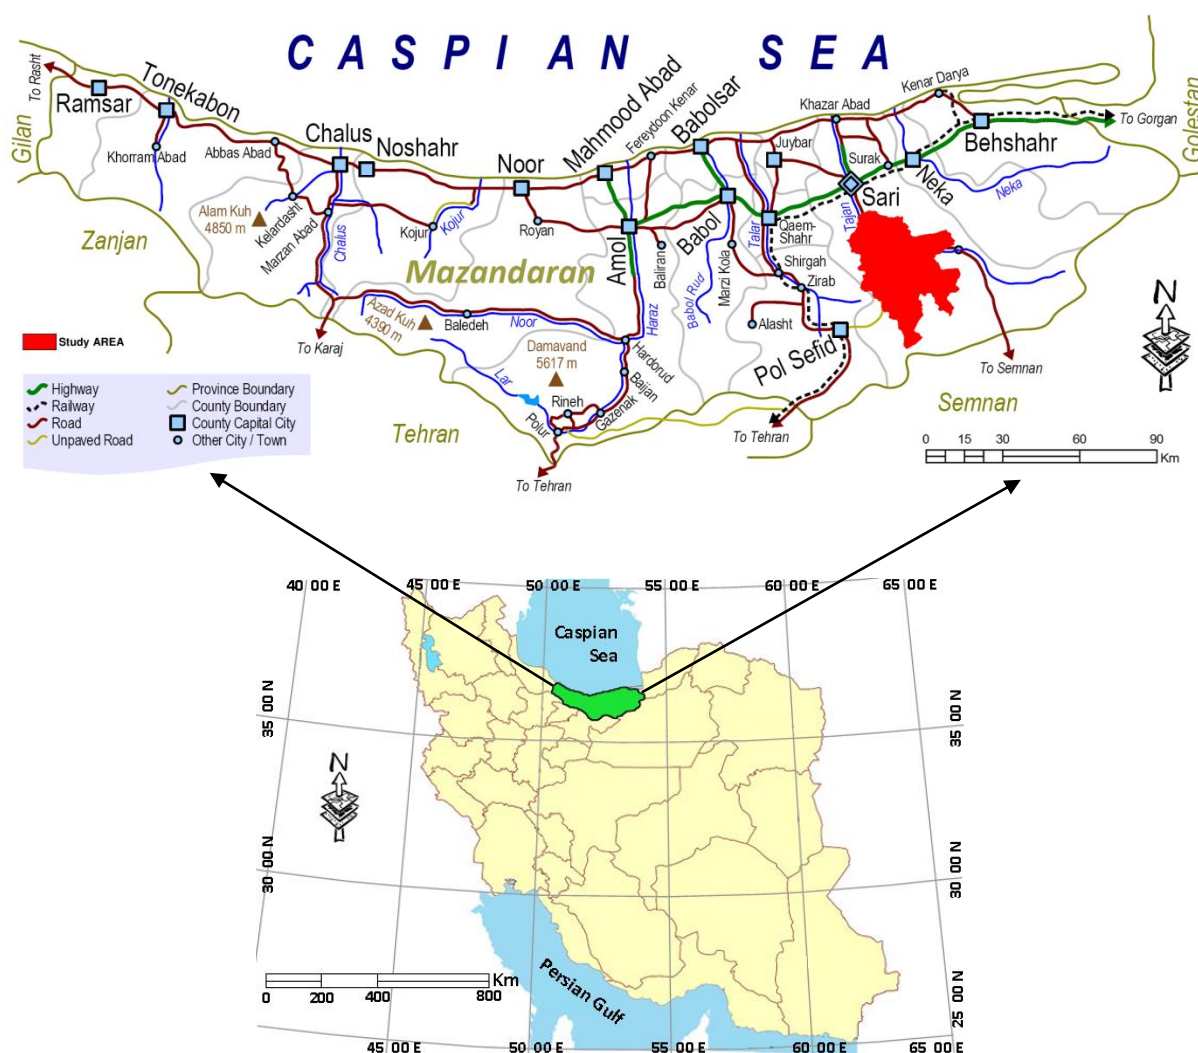 CASPIAN SEA
To Rasht
Ramsar
Tonekabon
Gilan
Khorram Abad
Abbas Abad
Chalus
Noshahr
Noor
Mahmood Abad
Fereydoon Kenar
Babolsar
Juybar
Khazar Abad
Kenar Darya
To Gorgan
Golestan
Behshahr
Surak
Neka
Neka
Sari
Tajan
Alam Kuh
4850 m
Kelardasht
Marzan Abad
Chalus
Kojur
Kojur
Royan
Amol
Baliran
Babol
Marzi Kola
Talar
Qaem-
Shahr
Shirgah
Zirab
Zanjan
Mazandaran
Haraz
Babol Rud
Alasht
Pol Sefid
Azad Kuh
4390 m
Baledeh
Noor
To Karaj
Damavand
5617 m
Hardorud
Baijan
Lar
Rineh
Gazenak
Polur
Tehran
To Tehran
To Tehran
To Semnan
Semnan
N
Study AREA
Highway
Railway
Road
Unpaved Road
Province Boundary
County Boundary
County Capital City
Other City / Town
0 15 30 60 90
Km
40 00 E 45 00 E 50 00 E 55 00 E 60 00 E 65 00 E
Caspian
Sea
35 00 N
35 00 N
N
30 00 N
30 00 N
25 00 N
Persian Gulf
0 200 400 800 Km
45 00 E 50 00 E 55 00 E 60 00 E 65 00 E